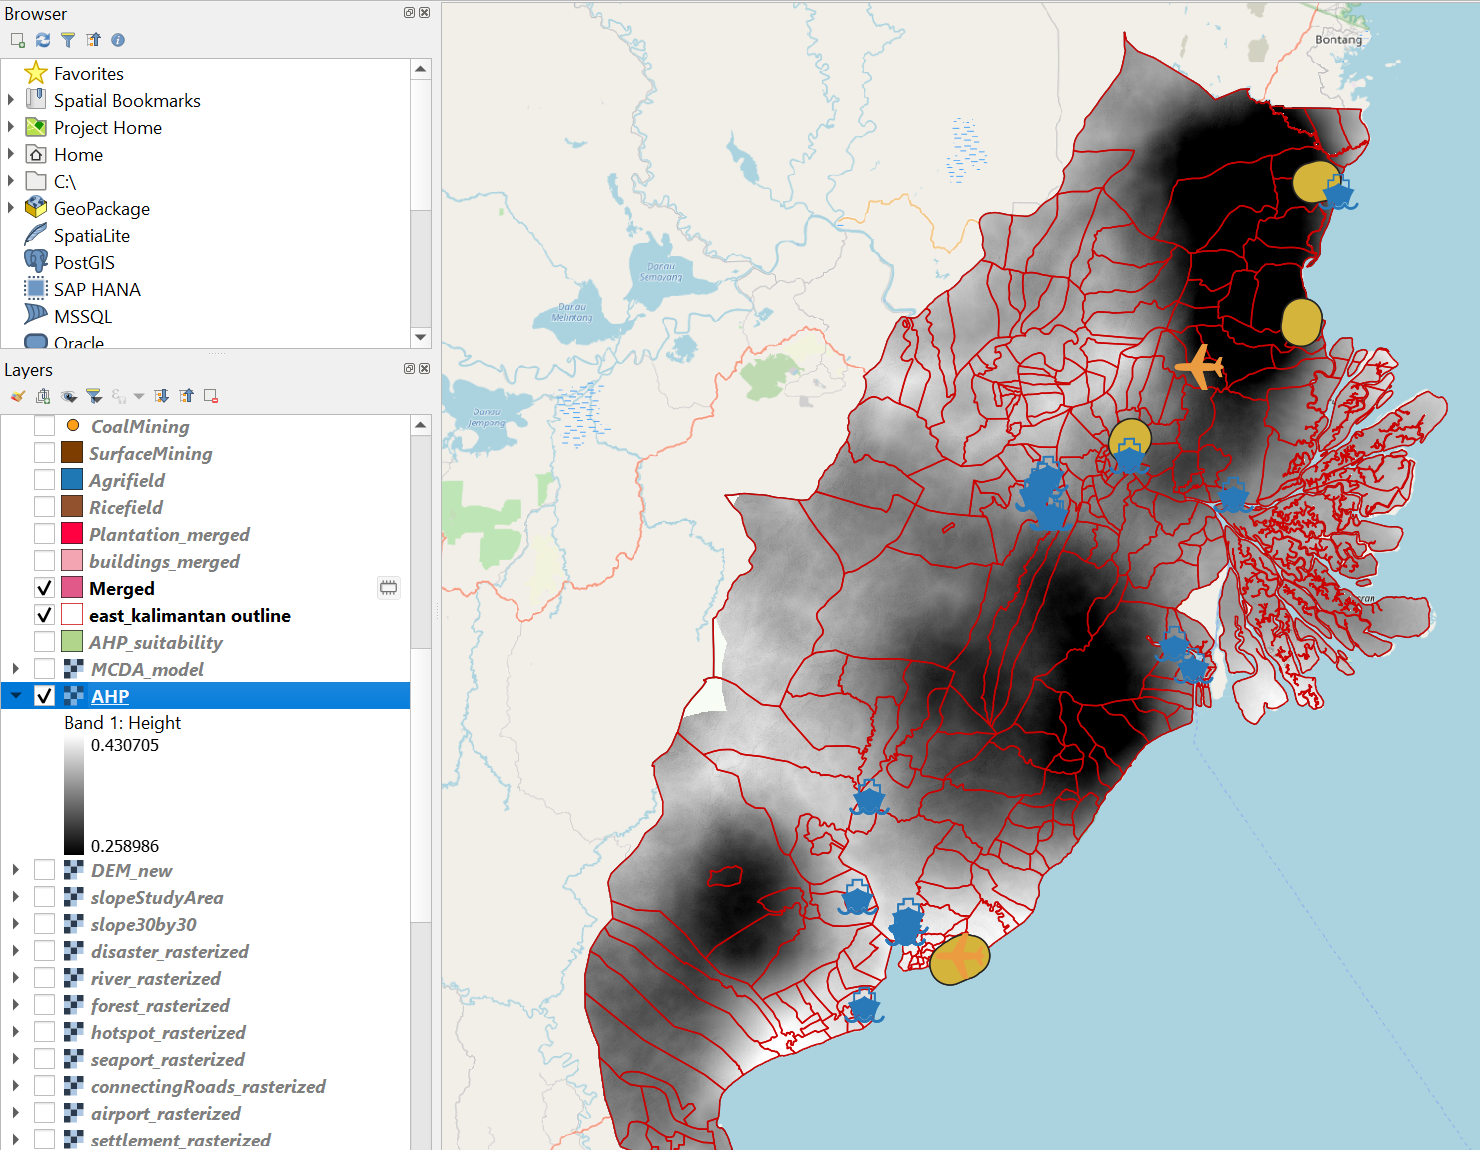 Browser
Favorites
Spatial Bookmarks
Project Home
Home
C:\
GeoPackage
SpatiaLite
PostGIS
SAP HANA
MSSQL
Oracle
Layers
CoalMining
SurfaceMining
Agrifield
Ricefield
Plantation_merged
buildings_merged
Merged
east_kalimantan outline
AHP_suitability
MCDA_model
AHP
Band 1: Height
0.430705
0.258986
DEM_new
slopeStudyArea
slope30by30
disaster_rasterized
river_rasterized
forest_rasterized
hotspot_rasterized
seaport_rasterized
connectingRoads_rasterized
airport_rasterized
settlement_rasterized
Bontang
Danau
Semayang
Danau
Melintang
Danau
Jempang